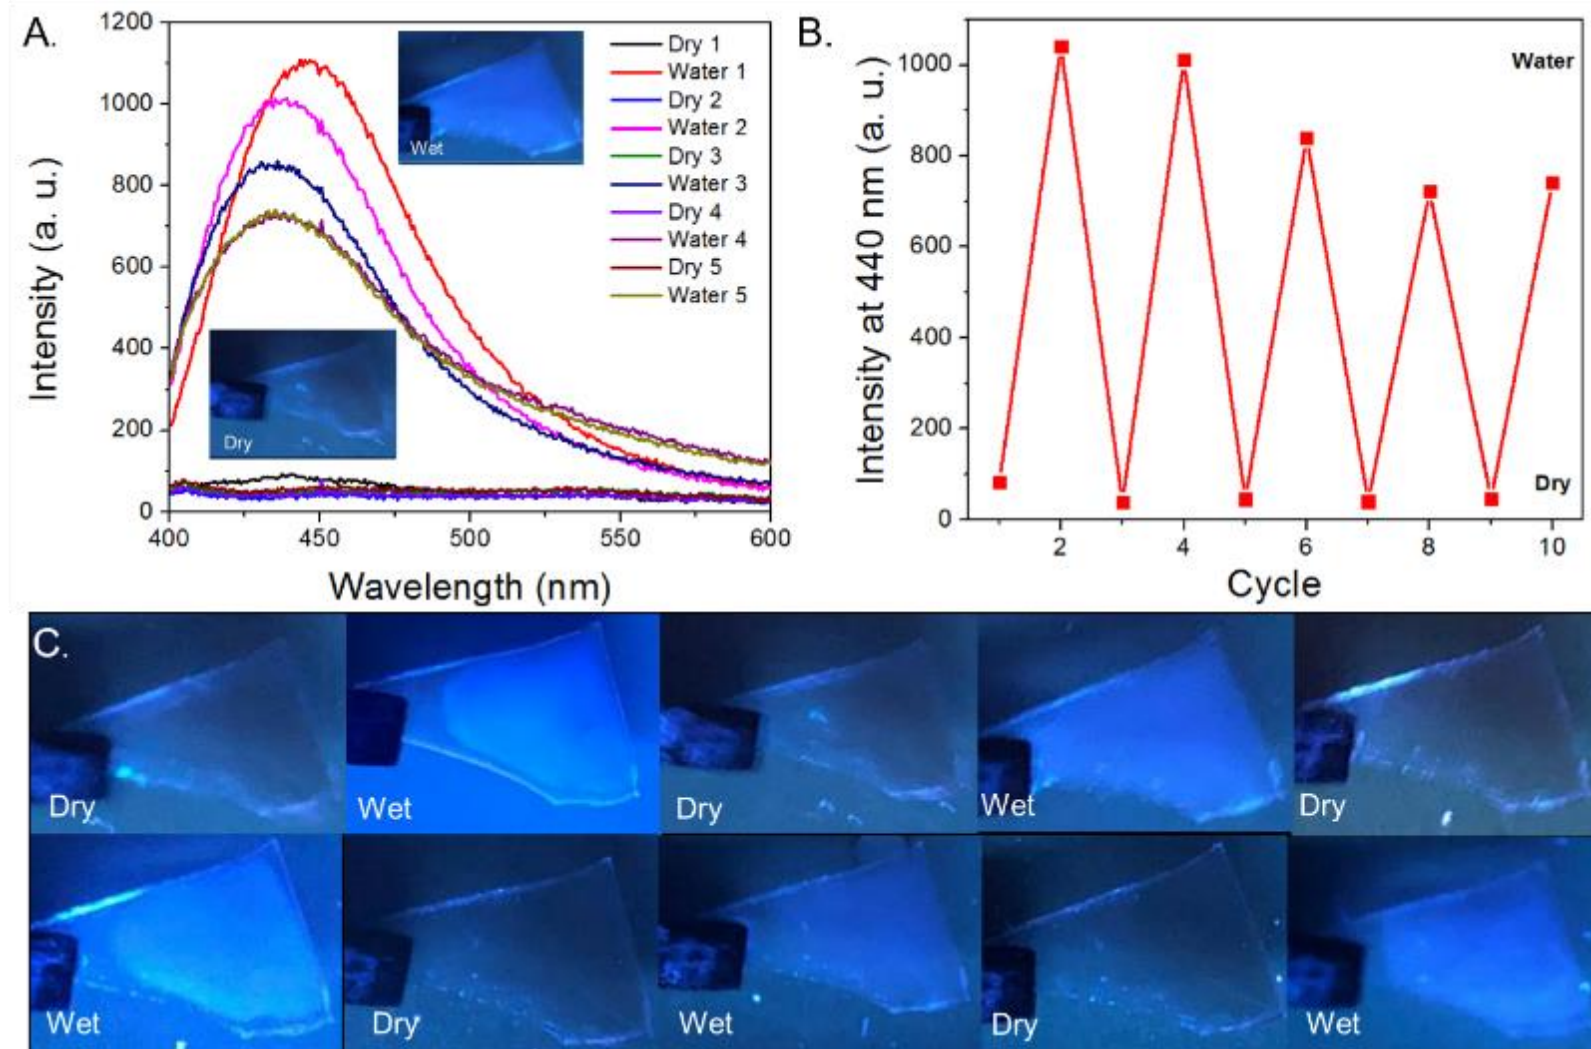 A.
Intensity (a. u.)
1200
1000
800
600
400
200
0
400
450
500
550
600
Wavelength (nm)
Dry 1
Water 1
Dry 2
Water 2
Dry 3
Water 3
Dry 4
Water 4
Dry 5
Water 5
Wet
Dry
B.
Intensity at 440 nm (a. u.)
1000
800
600
400
200
0
2
4
6
8
10
Cycle
Water
Dry
C.
Dry
Wet
Dry
Wet
Dry
Wet
Dry
Wet
Dry
Wet